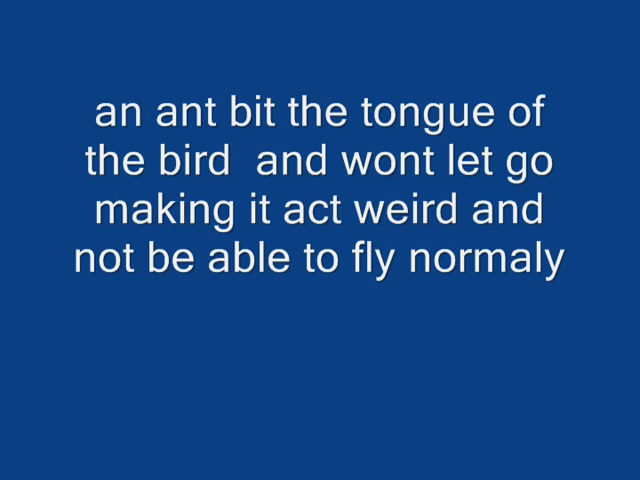 an ant bit the tongue of
the bird  and wont let go
making it act weird and
not be able to fly normaly